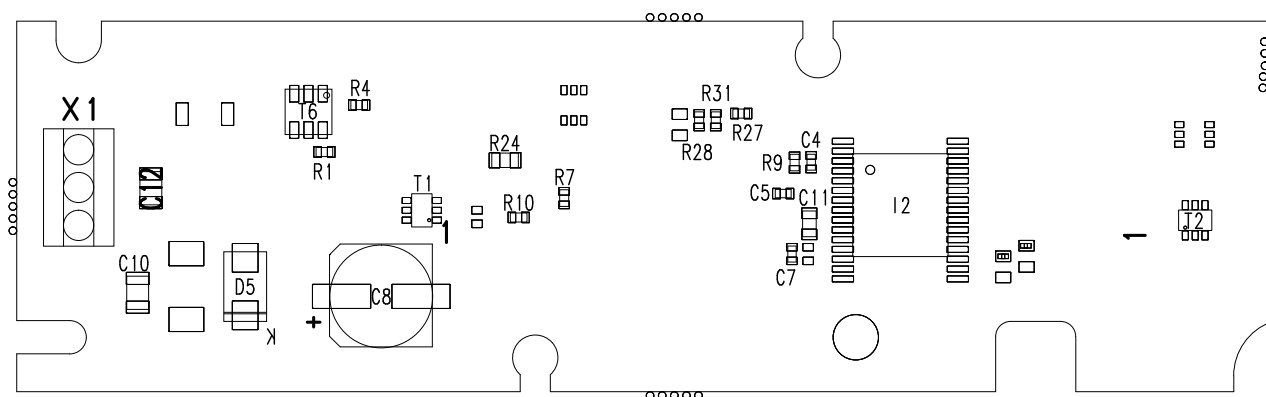 R4
R31
X1
T6
R27
C4
R24
R28
R1
R9
C12
T1
R7
C5
C11
I2
R10
T2
1
1
C10
C7
D5
C8
+
K